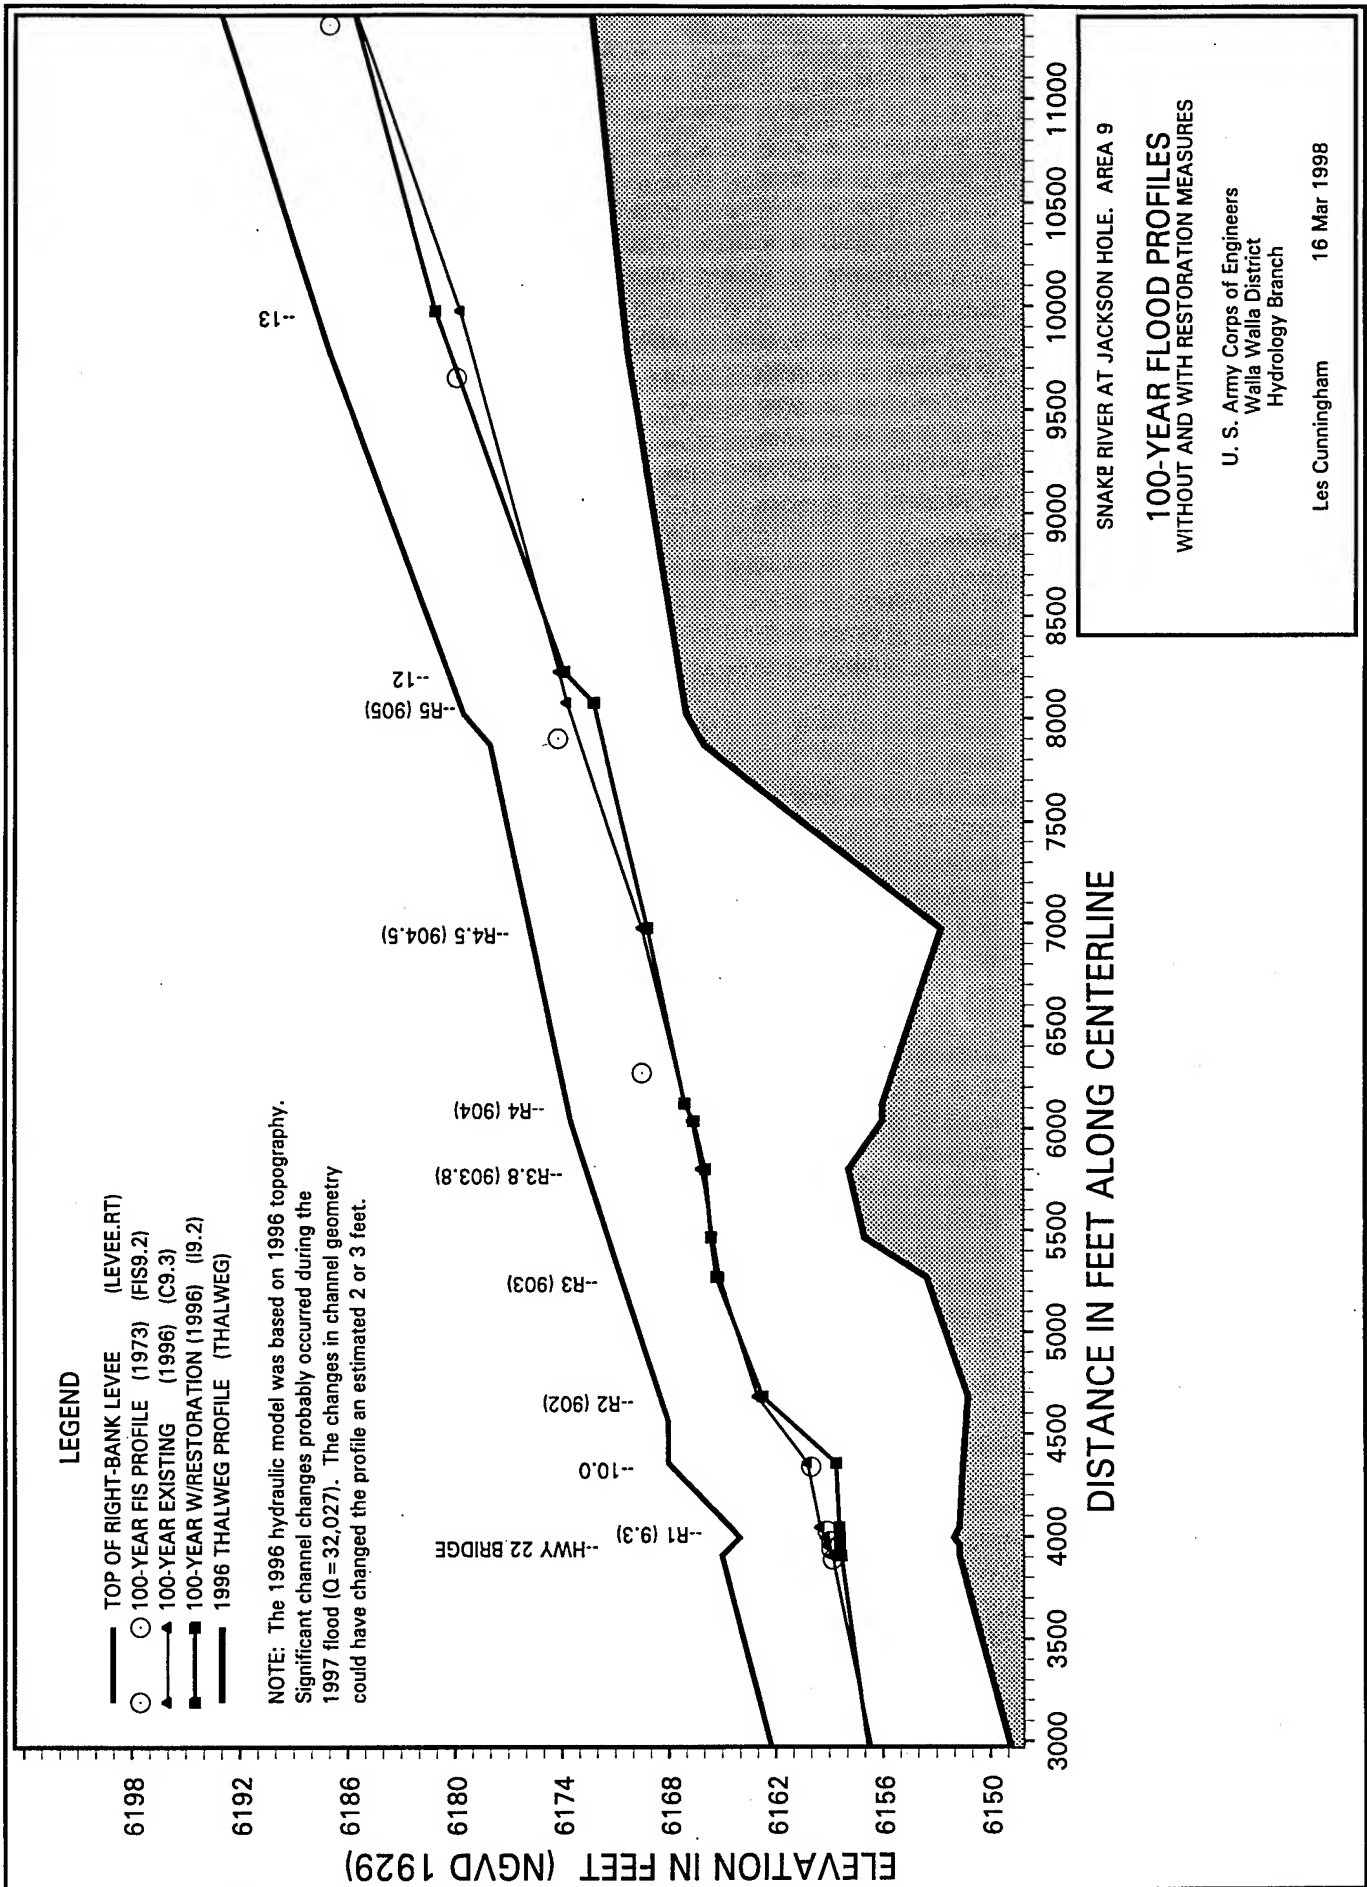 LEGEND
TOP OF RIGHT-BANK LEVEE (LEVEE.RT)
100-YEAR FIS PROFILE (1973) (FIS9.2)
100-YEAR EXISTING (1996) (C9.3)
100-YEAR W/RESTORATION (1996) (I9.2)
1996 THALWEG PROFILE (THALWEG)
NOTE: The 1996 hydraulic model was based on 1996 topography.
Significant channel changes probably occurred during the
1997 flood (Q=32,027). The changes in channel geometry
could have changed the profile an estimated 2 or 3 feet.
--HWY 22 BRIDGE
--R1 (9.3)
--10.0
--R2 (902)
--R3 (903)
--R3.8 (903.8)
--R4 (904)
--R4.5 (904.5)
--R5 (905)
--12
--13
ELEVATION IN FEET (NGVD 1929)
6198
6192
6186
6180
6174
6168
6162
6156
6150
3000 3500 4000 4500 5000 5500 6000 6500 7000 7500 8000 8500 9000 9500 10000 10500 11000
DISTANCE IN FEET ALONG CENTERLINE
SNAKE RIVER AT JACKSON HOLE. AREA 9
100-YEAR FLOOD PROFILES
WITHOUT AND WITH RESTORATION MEASURES
U. S. Army Corps of Engineers
Walla Walla District
Hydrology Branch
Les Cunningham 16 Mar 1998